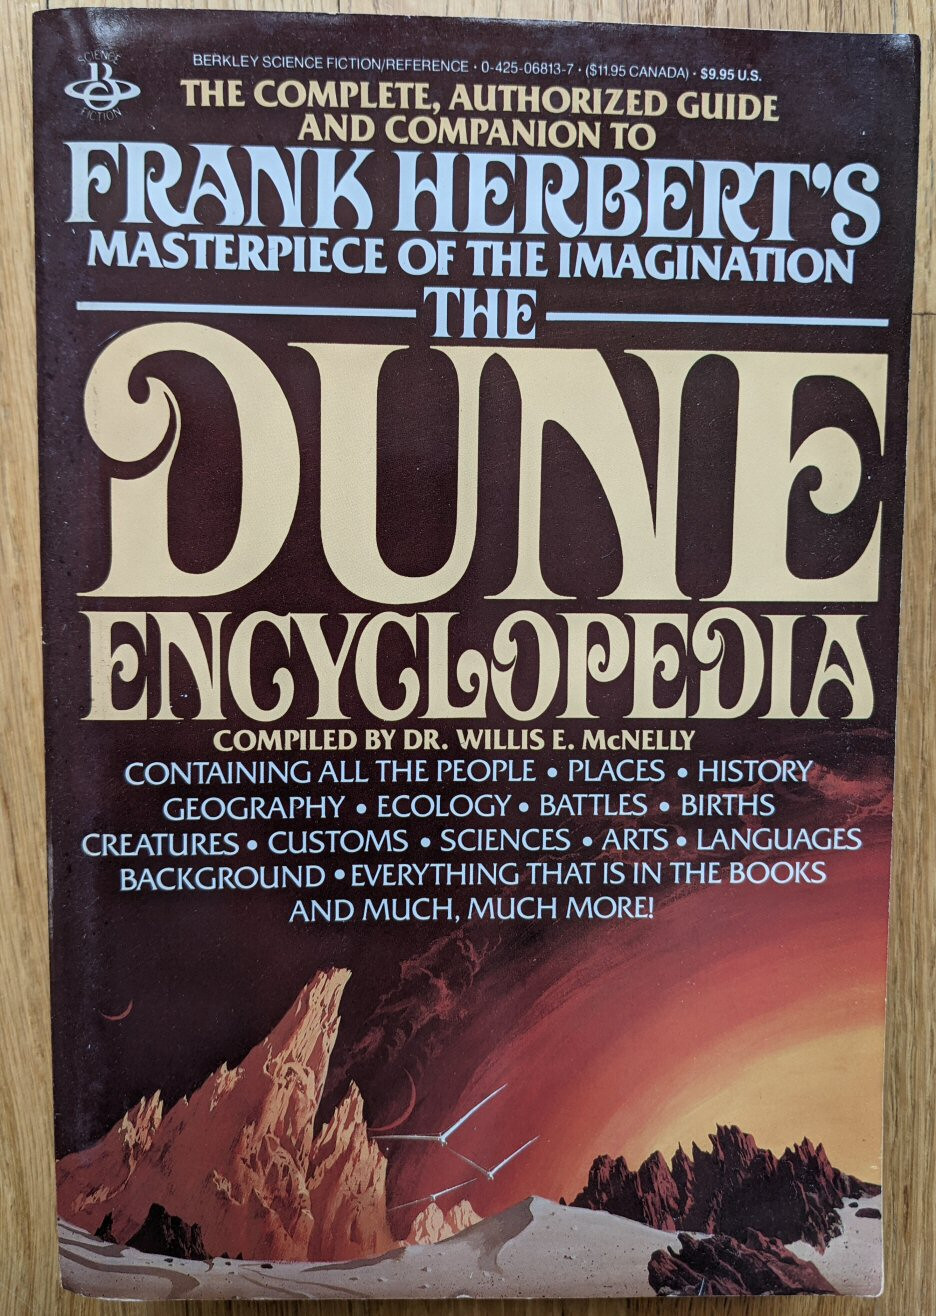 SCIENCE
B
FICTION
BERKLEY SCIENCE FICTION/REFERENCE · 0-425-06813-7 · ($11.95 CANADA) · $9.95 U.S.
THE COMPLETE, AUTHORIZED GUIDE
AND COMPANION TO
FRANK HERBERT'S
MASTERPIECE OF THE IMAGINATION
THE
DUNE
ENCYCLOPEDIA
COMPILED BY DR. WILLIS E. McNELLY
CONTAINING ALL THE PEOPLE • PLACES • HISTORY
GEOGRAPHY • ECOLOGY • BATTLES • BIRTHS
CREATURES • CUSTOMS • SCIENCES • ARTS • LANGUAGES
BACKGROUND • EVERYTHING THAT IS IN THE BOOKS
AND MUCH, MUCH MORE!